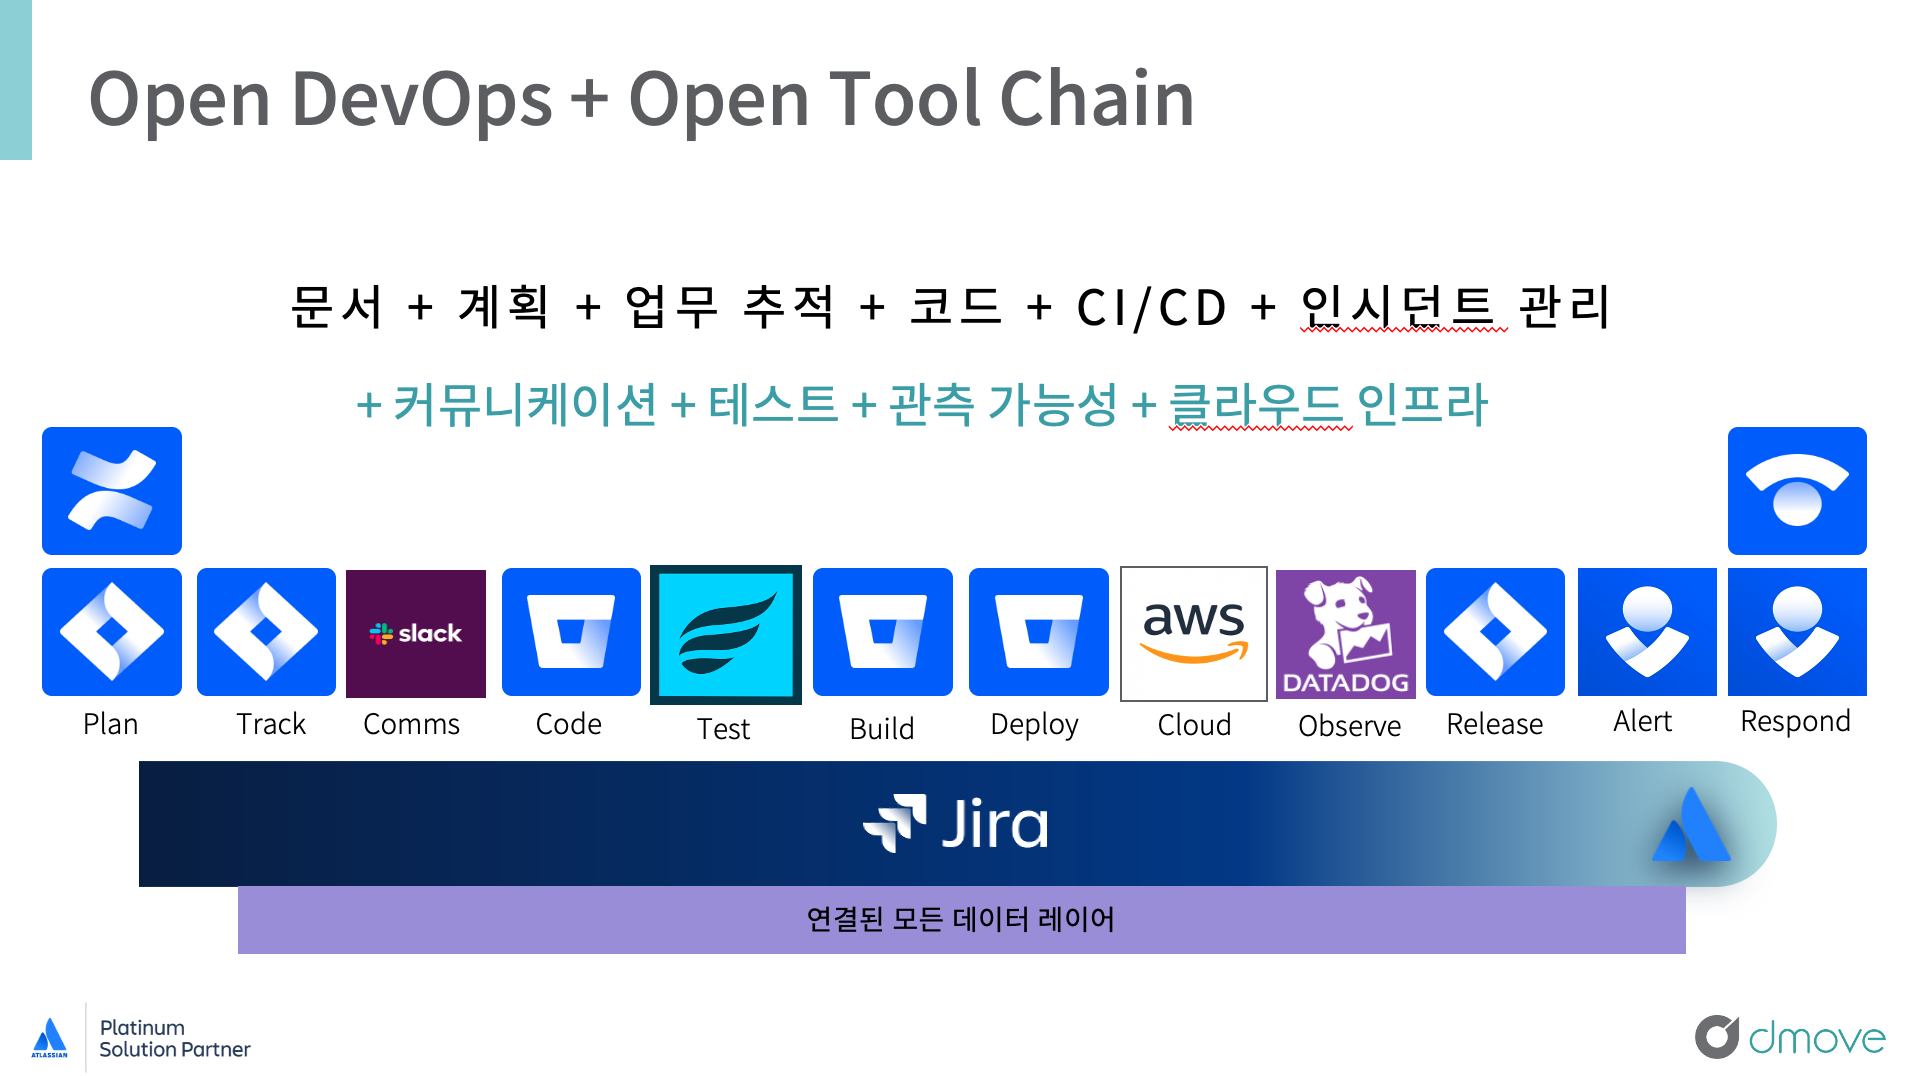 Open DevOps + Open Tool Chain
문서 + 계획 + 업무 추적 + 코드 + CI/CD + 인시던트 관리
+ 커뮤니케이션 + 테스트 + 관측 가능성 + 클라우드 인프라
slack
aws
DATADOG
Plan Track Comms Code Test Build Deploy Cloud Observe Release Alert Respond
Jira
연결된 모든 데이터 레이어
ATLASSIAN
Platinum
Solution Partner
dmove